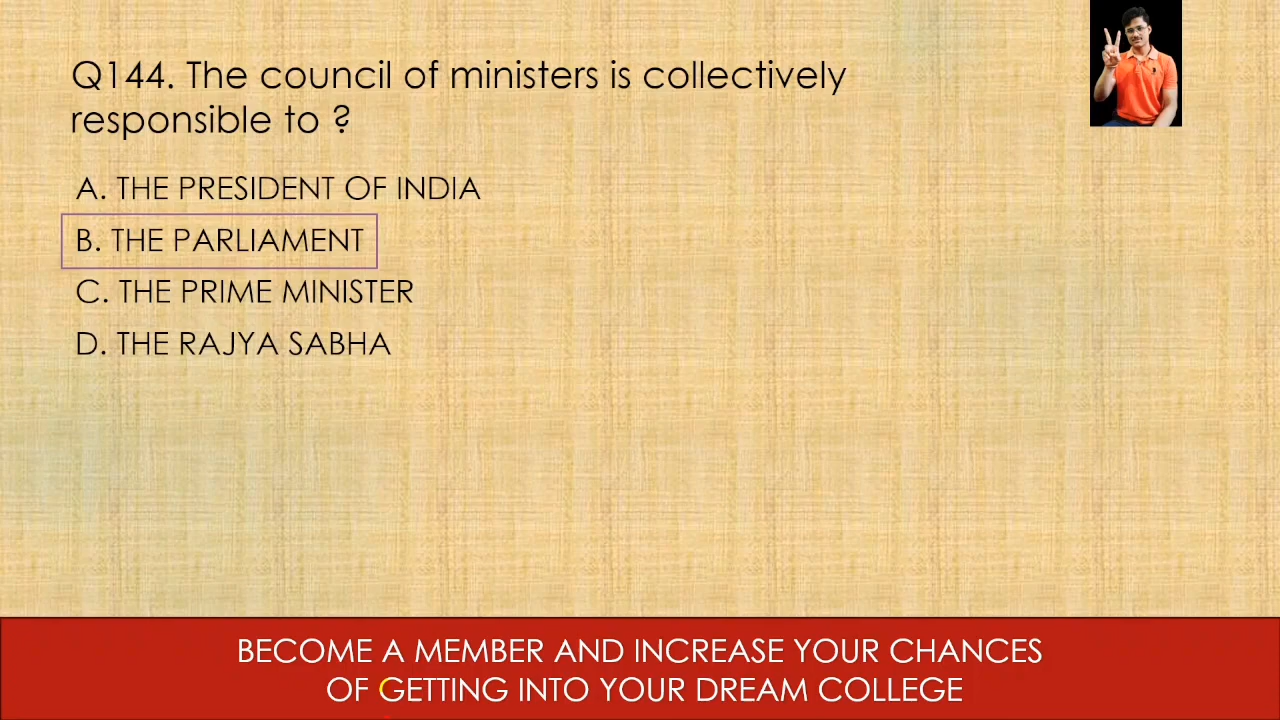 Q144. The council of ministers is collectively
responsible to ?
A. THE PRESIDENT OF INDIA
B. THE PARLIAMENT
C. THE PRIME MINISTER
D. THE RAJYA SABHA
BECOME A MEMBER AND INCREASE YOUR CHANCES
OF GETTING INTO YOUR DREAM COLLEGE